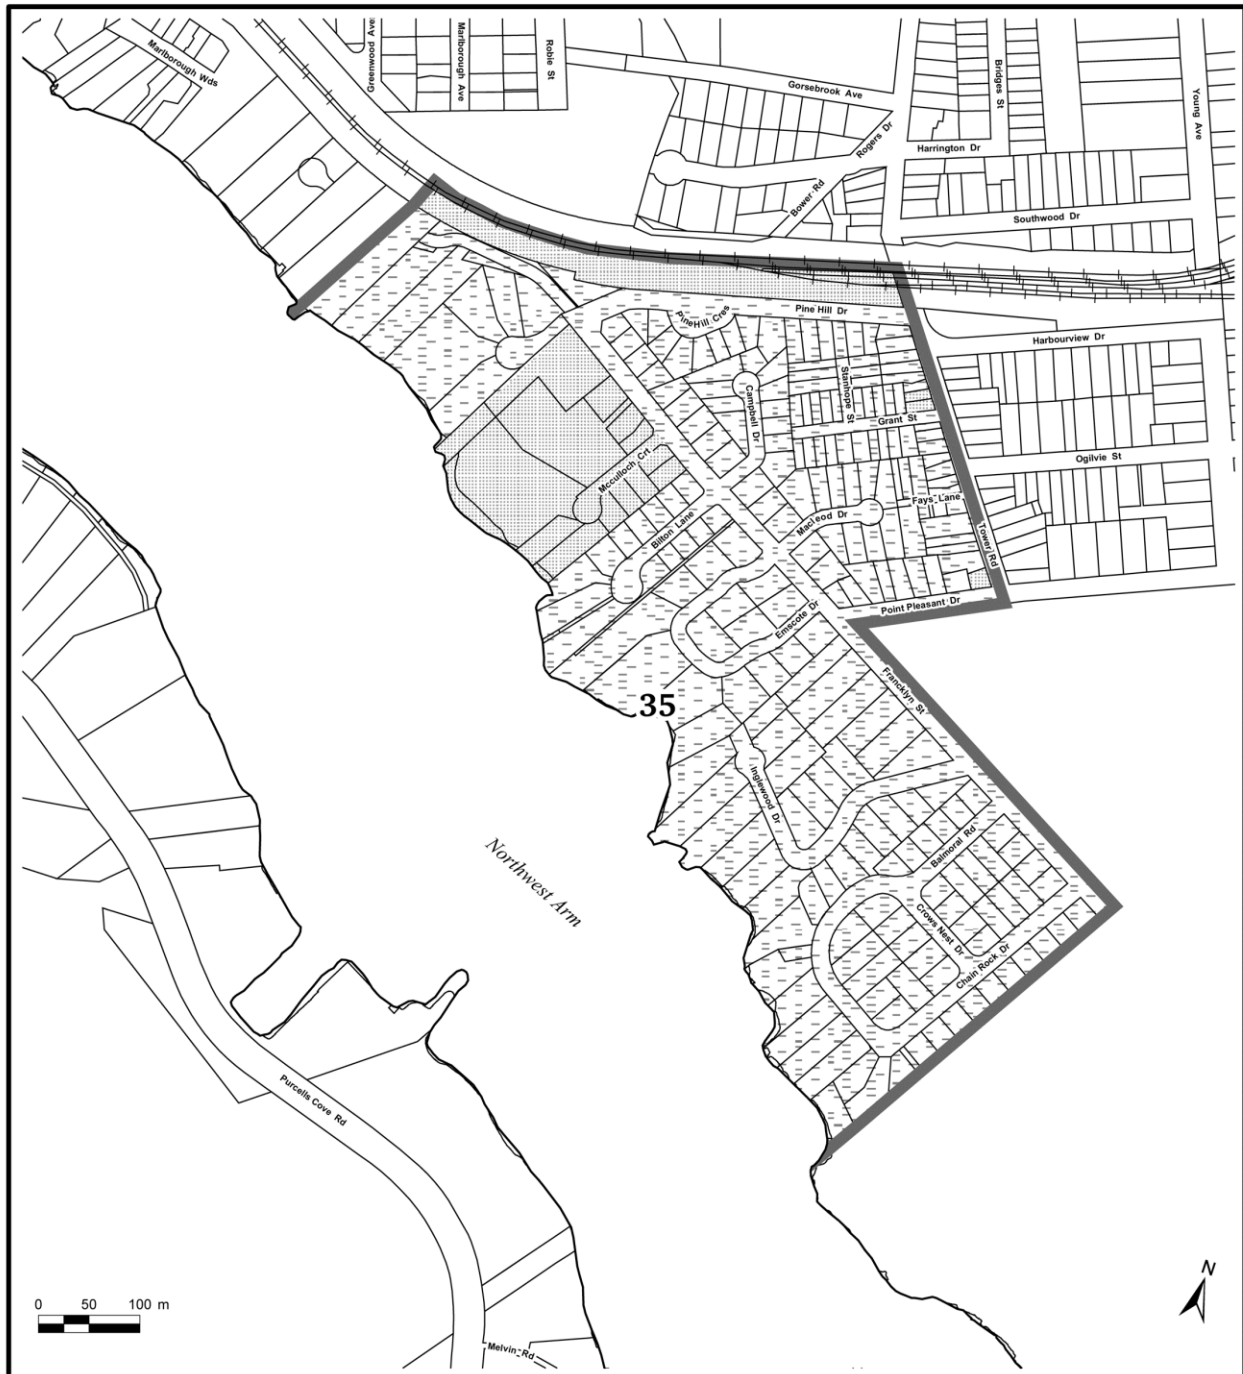 Marlborough Wds
Greenwood Ave
Marlborough Ave
Robie St
Gorsebrook Ave
Bridges St
Young Ave
Rogers Dr
Harrington Dr
Bower Rd
Southwood Dr
PineHill Cres
Pine Hill Dr
Harbourview Dr
Stanhope St
Campbell Dr
Grant St
Ogilvie St
Mcculloch Crt
Fays Lane
Bilton Lane
Macleod Dr
Tower Rd
Point Pleasant Dr
Emscote Dr
Francklyn St
35
Inglewood Dr
Northwest Arm
Balmoral Rd
Crows Nest Dr
Chain Rock Dr
Purcells Cove Rd
N
0 50 100 m
Melvin Rd